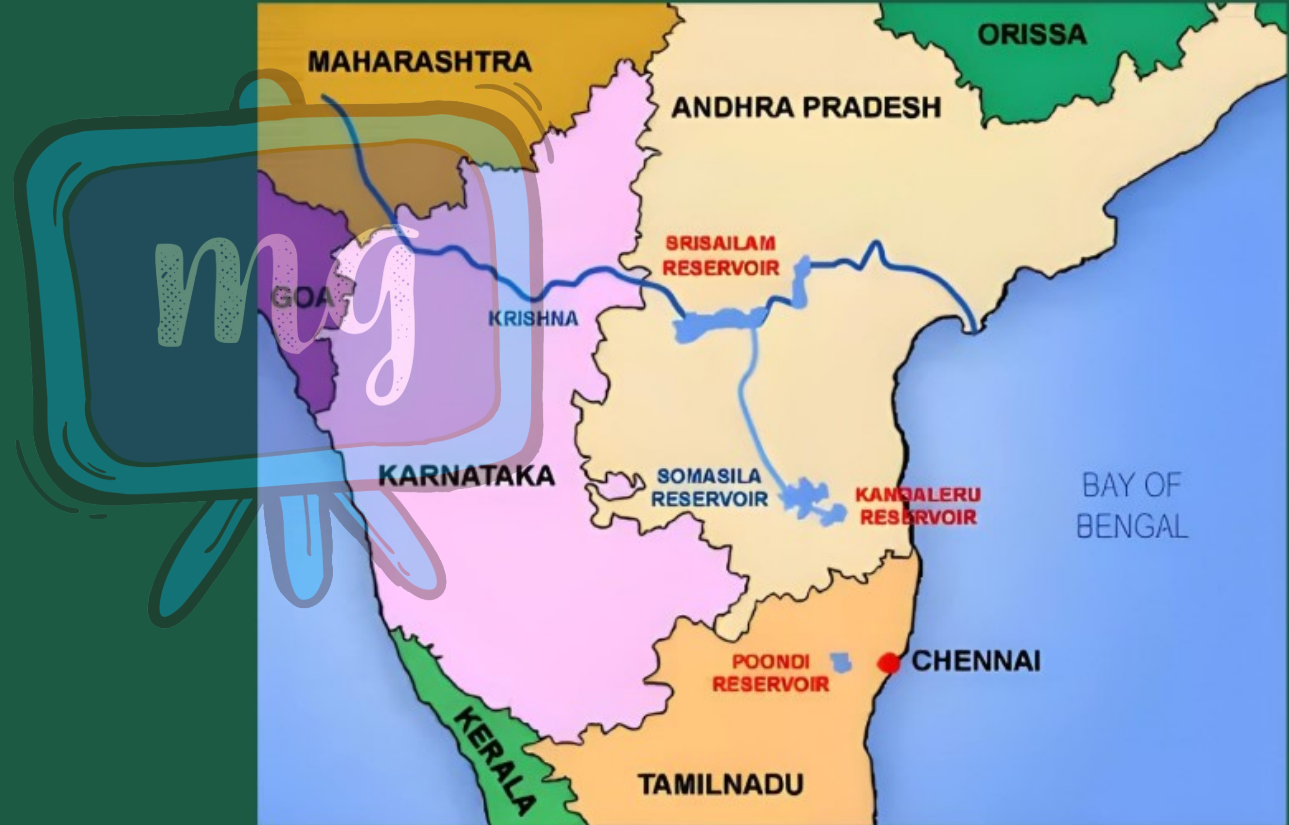 ORISSA
MAHARASHTRA
ANDHRA PRADESH
mg
SRISAILAM
RESERVOIR
GOA
KRISHNA
KARNATAKA
SOMASILA
RESERVOIR
KANDALERU
RESERVOIR
BAY OF
BENGAL
POONDI
RESERVOIR
CHENNAI
KERALA
TAMILNADU